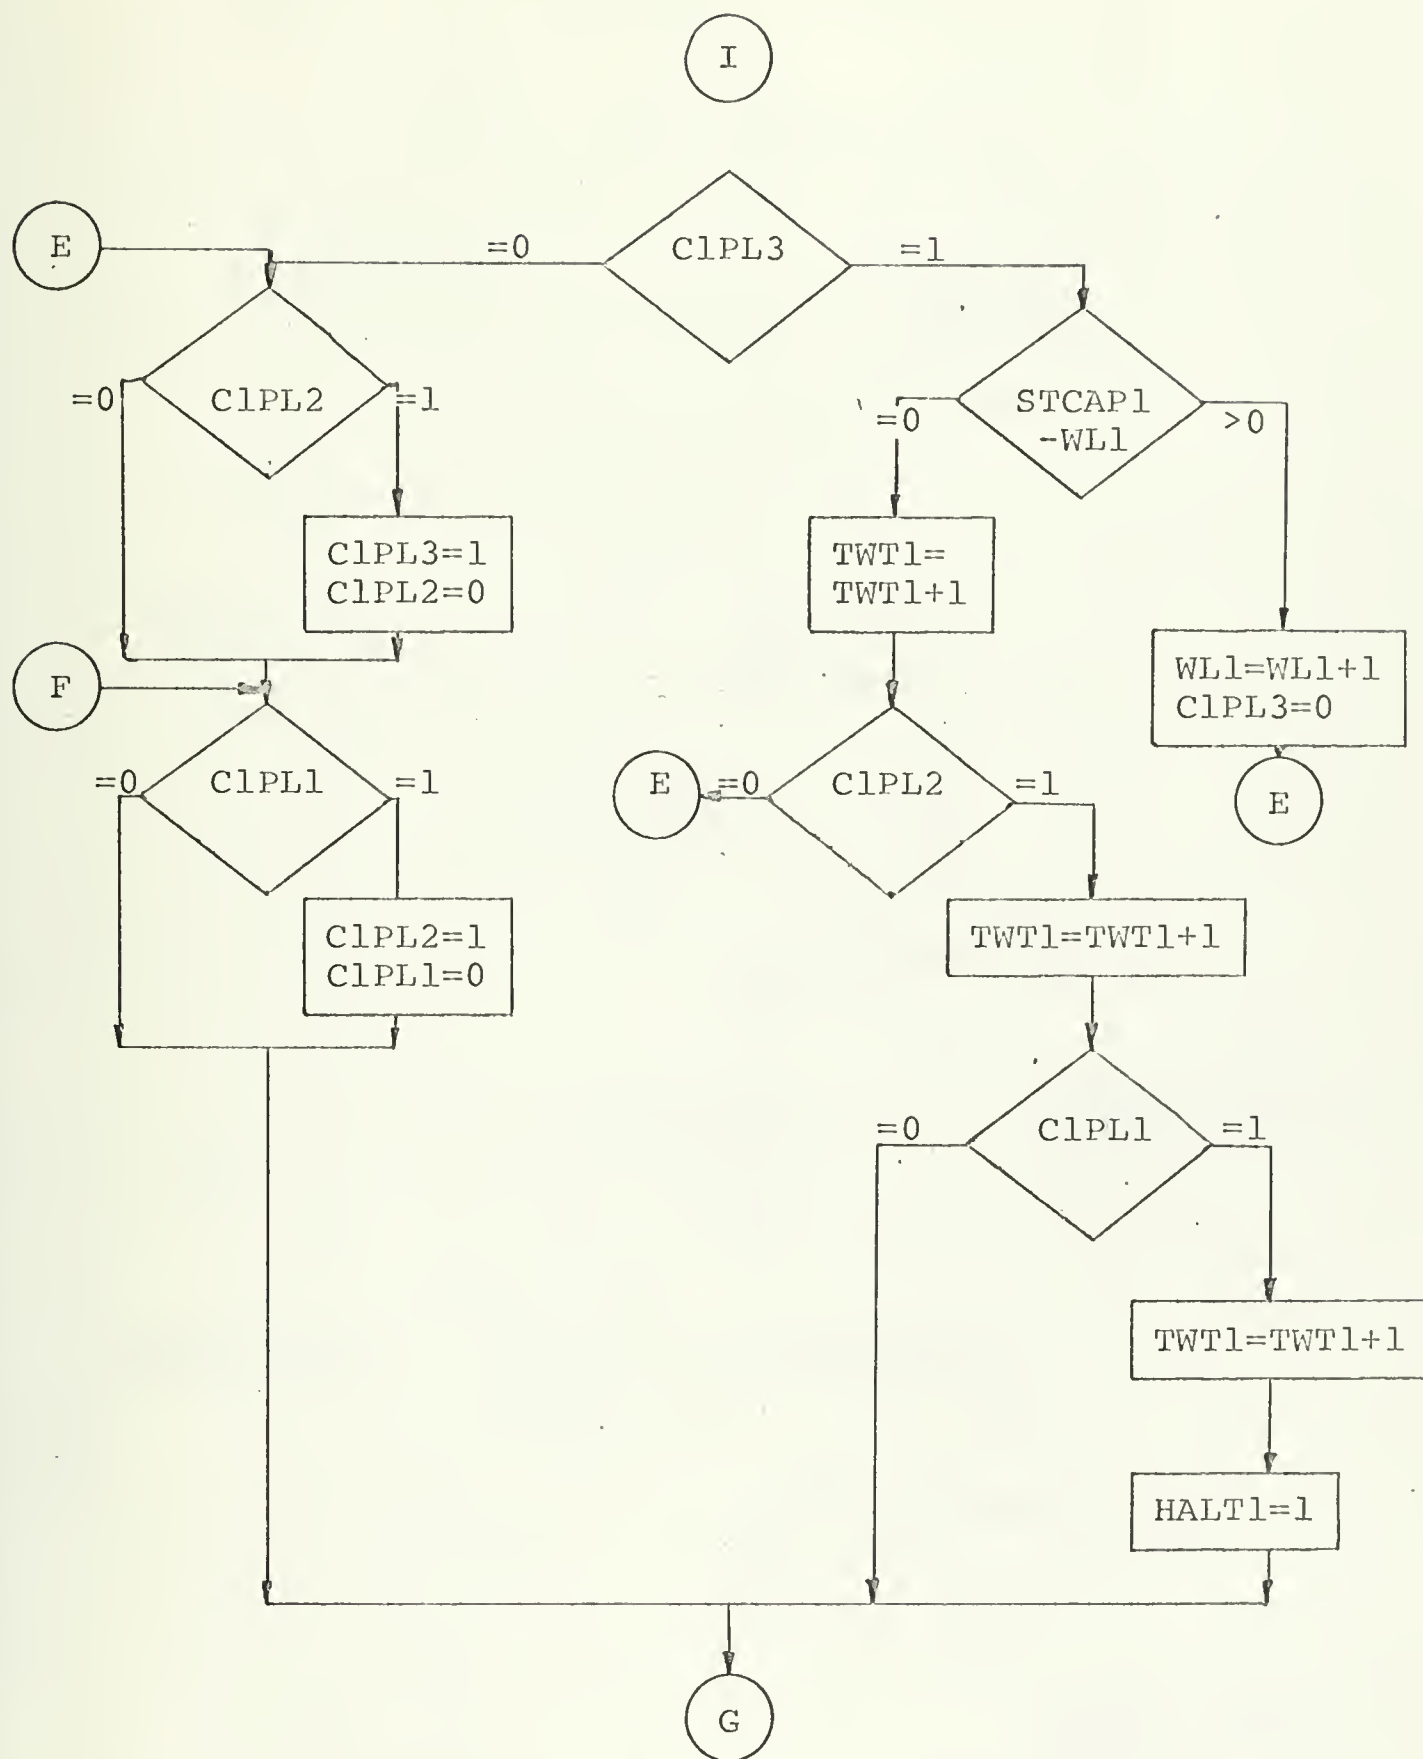 I
E
=0
C1PL3
=1
=0
C1PL2
=1
=0
STCAP1
-WL1
>0
C1PL3=1
C1PL2=0
TWT1=
TWT1+1
F
WL1=WL1+1
C1PL3=0
=0
C1PL1
=1
E
=0
C1PL2
=1
E
C1PL2=1
C1PL1=0
TWT1=TWT1+1
=0
C1PL1
=1
TWT1=TWT1+1
HALT1=1
G